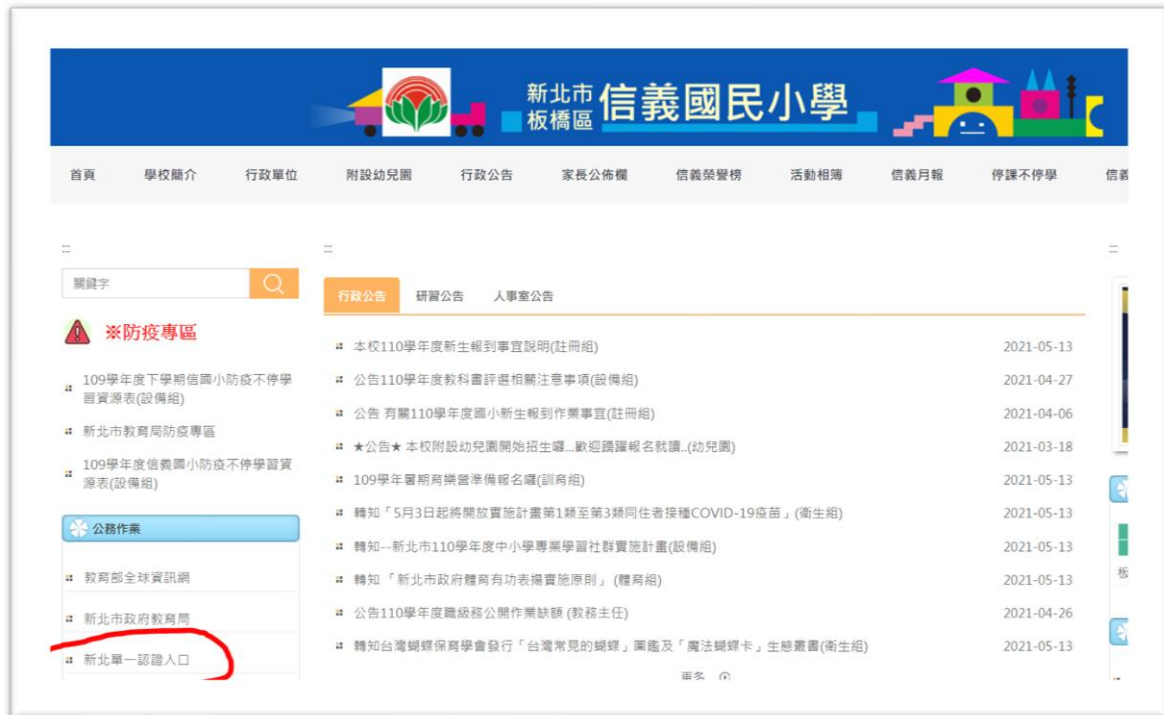 新北市
板橋區
信義國民小學
首頁 學校簡介 行政單位 附設幼兒園 行政公告 家長公佈欄 信義榮譽榜 活動相簿 信義月報 停課不停學 信義
關鍵字
※防疫專區
109學年度下學期信國小防疫不停學
習資源表(設備組)
新北市教育局防疫專區
109學年度信義國小防疫不停學習資
源表(設備組)
公務作業
教育部全球資訊網
新北市政府教育局
新北單一認證入口
行政公告 研習公告 人事室公告
本校110學年度新生報到事宜說明(註冊組) 2021-05-13
公告110學年度教科書評選相關注意事項(設備組) 2021-04-27
公告 有關110學年度國小新生報到作業事宜(註冊組) 2021-04-06
★公告★ 本校附設幼兒園開始招生囉...歡迎踴躍報名就讀..(幼兒園) 2021-03-18
109學年暑期育樂營準備報名囉(訓育組) 2021-05-13
轉知「5月3日起將開放實施計畫第1類至第3類同住者接種COVID-19疫苗」(衛生組) 2021-05-13
轉知--新北市110學年度中小學專業學習社群實施計畫(設備組) 2021-05-13
轉知 「新北市政府體育有功表揚實施原則」 (體育組) 2021-05-13
公告110學年度職級務公開作業缺額 (教務主任) 2021-04-26
轉知台灣蝴蝶保育學會發行「台灣常見的蝴蝶」圖鑑及「魔法蝴蝶卡」生態叢書(衛生組) 2021-05-13
更多
板